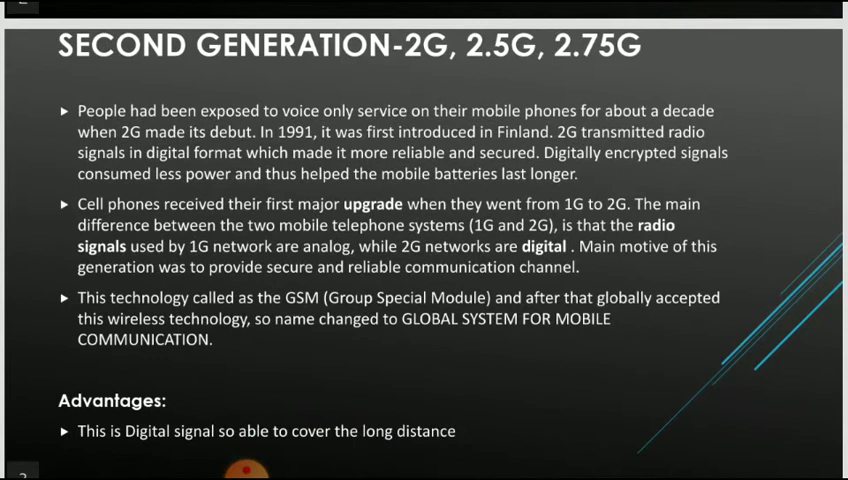 SECOND GENERATION-2G, 2.5G, 2.75G
People had been exposed to voice only service on their mobile phones for about a decade
when 2G made its debut. In 1991, it was first introduced in Finland. 2G transmitted radio
signals in digital format which made it more reliable and secured. Digitally encrypted signals
consumed less power and thus helped the mobile batteries last longer.
Cell phones received their first major upgrade when they went from 1G to 2G. The main
difference between the two mobile telephone systems (1G and 2G), is that the radio
signals used by 1G network are analog, while 2G networks are digital . Main motive of this
generation was to provide secure and reliable communication channel.
This technology called as the GSM (Group Special Module) and after that globally accepted
this wireless technology, so name changed to GLOBAL SYSTEM FOR MOBILE
COMMUNICATION.
Advantages:
This is Digital signal so able to cover the long distance